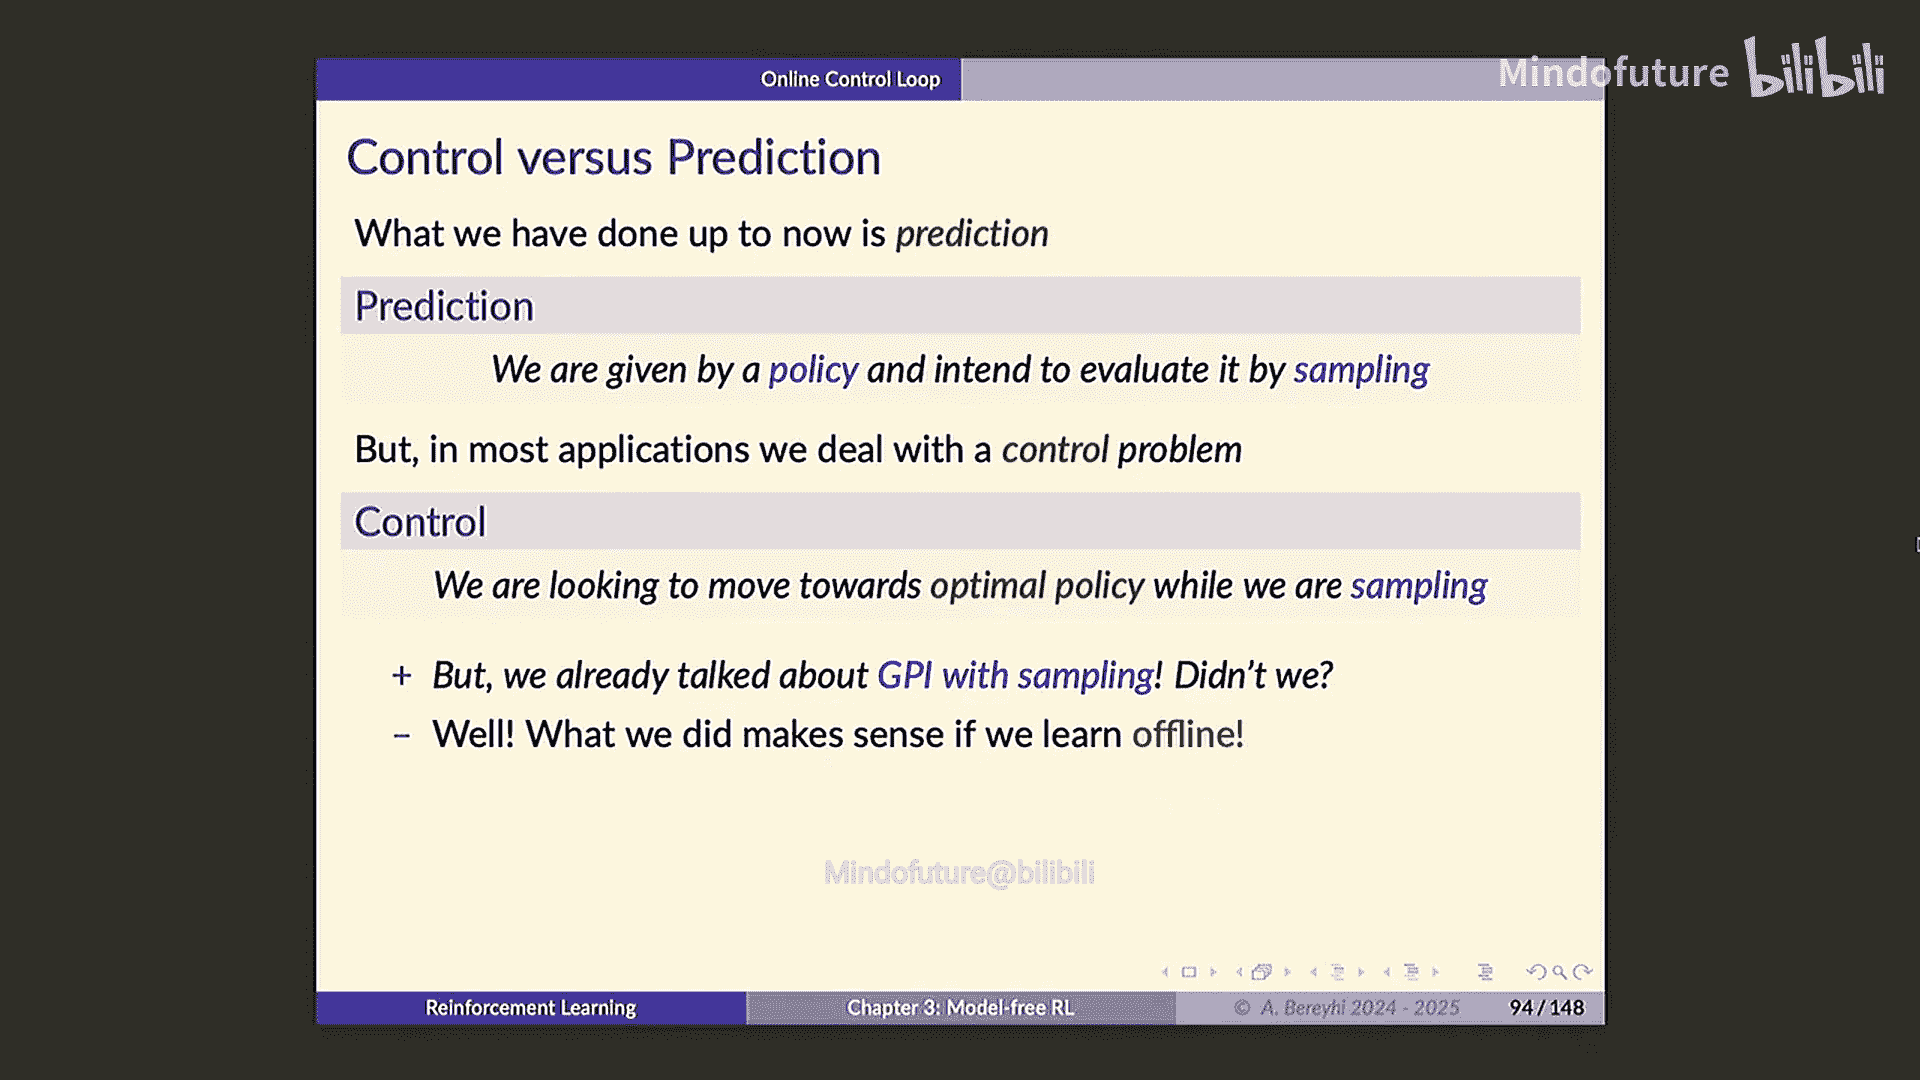 Online Control Loop
Mindofuture bilibili
Control versus Prediction
What we have done up to now is prediction
Prediction
We are given by a policy and intend to evaluate it by sampling
But, in most applications we deal with a control problem
Control
We are looking to move towards optimal policy while we are sampling
+ But, we already talked about GPI with sampling! Didn't we?
– Well! What we did makes sense if we learn offline!
Mindofuture@bilibili
Reinforcement Learning
Chapter 3: Model-free RL
© A. Bereyhi 2024 - 2025
94 / 148